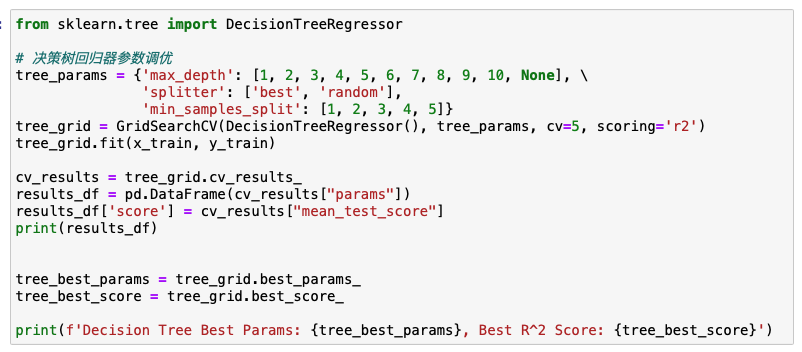 :
from sklearn.tree import DecisionTreeRegressor

# 决策树回归器参数调优
tree_params = {'max_depth': [1, 2, 3, 4, 5, 6, 7, 8, 9, 10, None], \
               'splitter': ['best', 'random'],
               'min_samples_split': [1, 2, 3, 4, 5]}
tree_grid = GridSearchCV(DecisionTreeRegressor(), tree_params, cv=5, scoring='r2')
tree_grid.fit(x_train, y_train)

cv_results = tree_grid.cv_results_
results_df = pd.DataFrame(cv_results["params"])
results_df['score'] = cv_results["mean_test_score"]
print(results_df)


tree_best_params = tree_grid.best_params_
tree_best_score = tree_grid.best_score_

print(f'Decision Tree Best Params: {tree_best_params}, Best R^2 Score: {tree_best_score}')